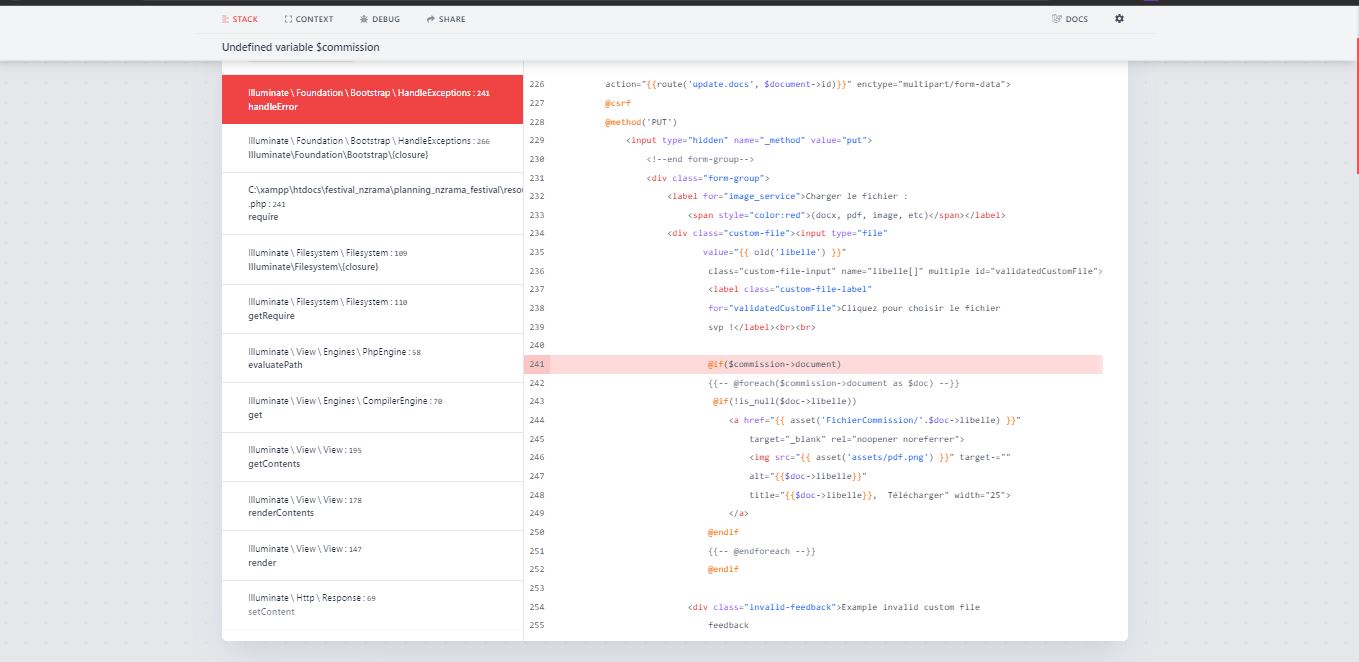 STACK CONTEXT DEBUG SHARE DOCS
Undefined variable $commission
Illuminate \ Foundation \ Bootstrap \ HandleExceptions : 241
handleError
Illuminate \ Foundation \ Bootstrap \ HandleExceptions : 266
Illuminate\Foundation\Bootstrap\{closure}
C:\xampp\htdocs\festival_nzrama\planning_nzrama_festival\resou
.php : 241
require
Illuminate \ Filesystem \ Filesystem : 109
Illuminate\Filesystem\{closure}
Illuminate \ Filesystem \ Filesystem : 110
getRequire
Illuminate \ View \ Engines \ PhpEngine : 58
evaluatePath
Illuminate \ View \ Engines \ CompilerEngine : 70
get
Illuminate \ View \ View : 195
getContents
Illuminate \ View \ View : 178
renderContents
Illuminate \ View \ View : 147
render
Illuminate \ Http \ Response : 69
setContent
226 action="{{route('update.docs', $document->id)}}" enctype="multipart/form-data">
227 @csrf
228 @method('PUT')
229 <input type="hidden" name="_method" value="put">
230 <!--end form-group-->
231 <div class="form-group">
232 <label for="image_service">Charger le fichier :
233 <span style="color:red">(docx, pdf, image, etc)</span></label>
234 <div class="custom-file"><input type="file"
235 value="{{ old('libelle') }}"
236 class="custom-file-input" name="libelle[]" multiple id="validatedCustomFile">
237 <label class="custom-file-label"
238 for="validatedCustomFile">Cliquez pour choisir le fichier
239 svp !</label><br><br>
240
241 @if($commission->document)
242 {{-- @foreach($commission->document as $doc) --}}
243 @if(!is_null($doc->libelle))
244 <a href="{{ asset('FichierCommission/'.$doc->libelle) }}"
245 target="_blank" rel="noopener noreferrer">
246 <img src="{{ asset('assets/pdf.png') }}" target-=""
247 alt="{{$doc->libelle}}"
248 title="{{$doc->libelle}}, Télécharger" width="25">
249 </a>
250 @endif
251 {{-- @endforeach --}}
252 @endif
253
254 <div class="invalid-feedback">Example invalid custom file
255 feedback